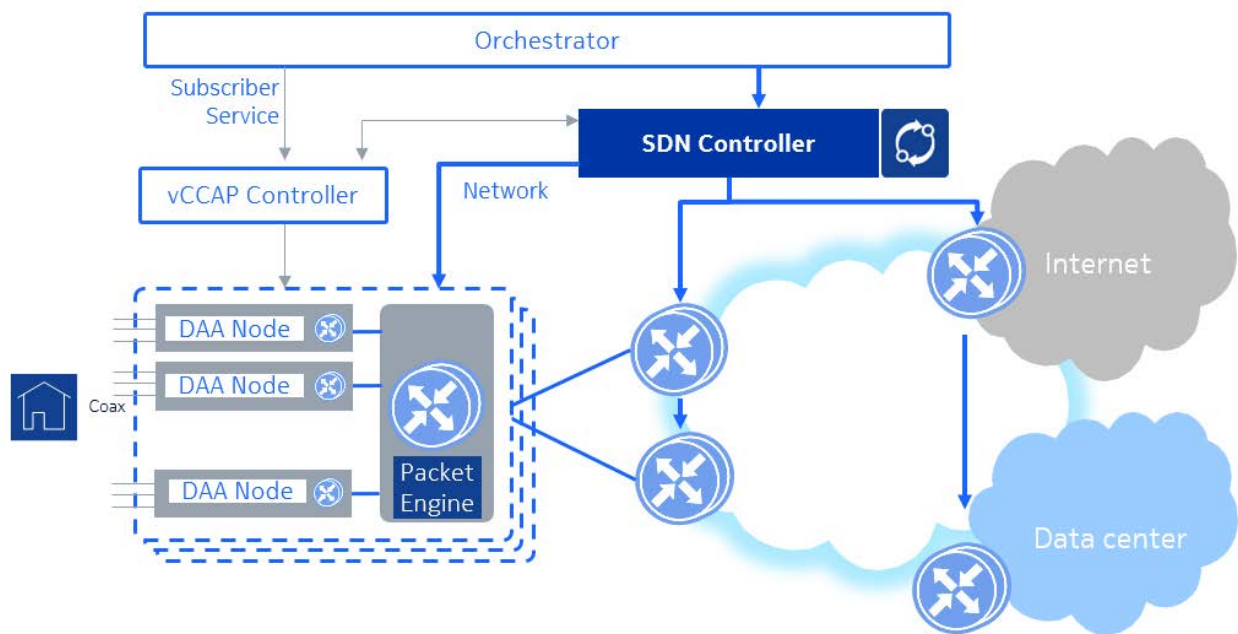 Orchestrator
Subscriber
Service
SDN Controller
vCCAP Controller
Network
Internet
DAA Node
DAA Node
Coax
DAA Node
Packet
Engine
Data center